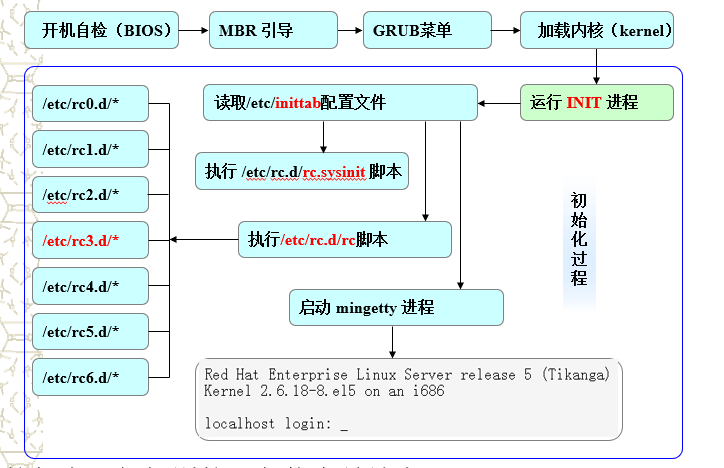 开机自检（BIOS）
MBR 引导
GRUB菜单
加载内核（kernel）
/etc/rc0.d/*
读取/etc/inittab配置文件
运行 INIT 进程
/etc/rc1.d/*
执行 /etc/rc.d/rc.sysinit 脚本
/etc/rc2.d/*
初始化过程
/etc/rc3.d/*
执行/etc/rc.d/rc脚本
/etc/rc4.d/*
启动 mingetty 进程
/etc/rc5.d/*
/etc/rc6.d/*
Red Hat Enterprise Linux Server release 5 (Tikanga)
Kernel 2.6.18-8.el5 on an i686
localhost login: _